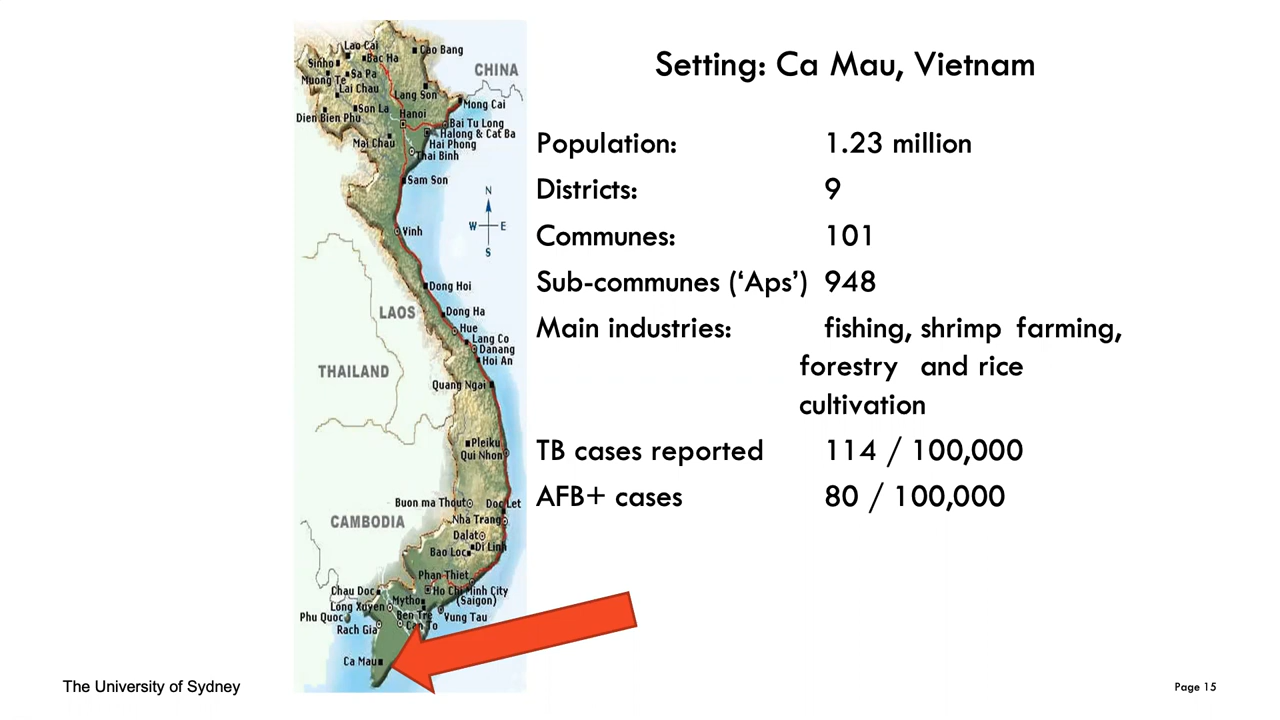 Setting: Ca Mau, Vietnam
Population: 1.23 million
Districts: 9
Communes: 101
Sub-communes (‘Aps’) 948
Main industries: fishing, shrimp farming,
forestry and rice
cultivation
TB cases reported 114 / 100,000
AFB+ cases 80 / 100,000
Lao Cai
Cao Bang
Sinho
Bac Ha
CHINA
Muong Te
Sa Pa
Lai Chau
Lang Son
Mong Cai
Son La
Hanoi
Dien Bien Phu
Bai Tu Long
Halong & Cat Ba
Mai Chau
Hai Phong
Thai Binh
Sam Son
N
W E
S
Vinh
Dong Hoi
LAOS
Dong Ha
Hue
Lang Co
Danang
Hoi An
THAILAND
Quang Ngai
Pleiku
Qui Nhon
Buon ma Thout
Doc Let
CAMBODIA
Nha Trang
Dalat
Di Linh
Bao Loc
Phan Thiet
Chau Doc
Ho Chi Minh City
(Saigon)
Mytho
Long Xuyen
Phu Quoc
Ben Tre
Vung Tau
Rach Gia
Can To
Ca Mau
The University of Sydney
Page 15